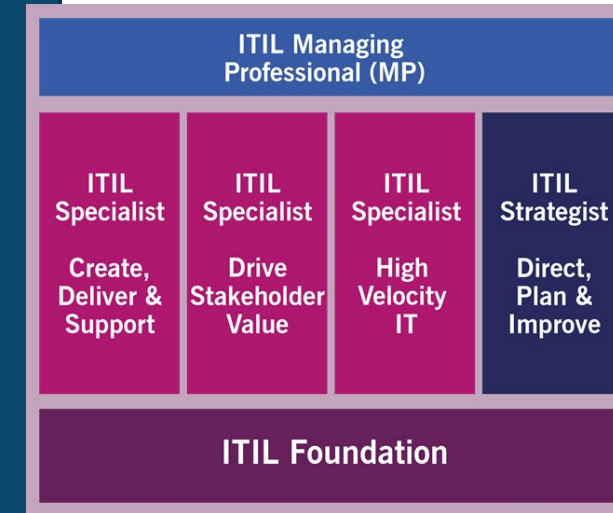 ITIL Managing
Professional (MP)
ITIL
Specialist
Create,
Deliver &
Support
ITIL
Specialist
Drive
Stakeholder
Value
ITIL
Specialist
High
Velocity
IT
ITIL
Strategist
Direct,
Plan &
Improve
ITIL Foundation